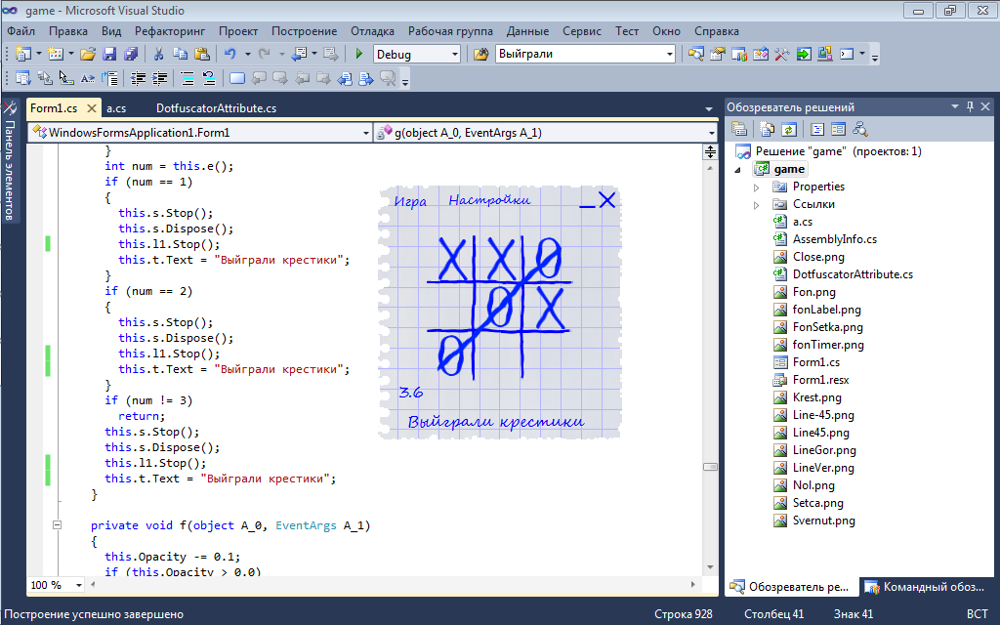 game - Microsoft Visual Studio
Файл Правка Вид Рефакторинг Проект Построение Отладка Рабочая группа Данные Сервис Тест Окно Справка
Debug Выйграли
Form1.cs a.cs DotfuscatorAttribute.cs
WindowsFormsApplication1.Form1 g(object A_0, EventArgs A_1)
Панель элементов
}
int num = this.e();
if (num == 1)
{
this.s.Stop();
this.s.Dispose();
this.l1.Stop();
this.t.Text = "Выйграли крестики";
}
if (num == 2)
{
this.s.Stop();
this.s.Dispose();
this.l1.Stop();
this.t.Text = "Выйграли крестики";
}
if (num != 3)
return;
this.s.Stop();
this.s.Dispose();
this.l1.Stop();
this.t.Text = "Выйграли крестики";
}
private void f(object A_0, EventArgs A_1)
{
this.Opacity -= 0.1;
if (this.Opacity > 0.0)
100 %
Игра Настройки
X X 0
0 X
0
3.6
Выйграли крестики
Обозреватель решений
Решение "game" (проектов: 1)
game
Properties
Ссылки
a.cs
AssemblyInfo.cs
Close.png
DotfuscatorAttribute.cs
Fon.png
fonLabel.png
FonSetka.png
fonTimer.png
Form1.cs
Form1.resx
Krest.png
Line-45.png
Line45.png
LineGor.png
LineVer.png
Nol.png
Setca.png
Svernut.png
Обозреватель ре... Командный обоз...
Построение успешно завершено Строка 928 Столбец 41 Знак 41 ВСТ